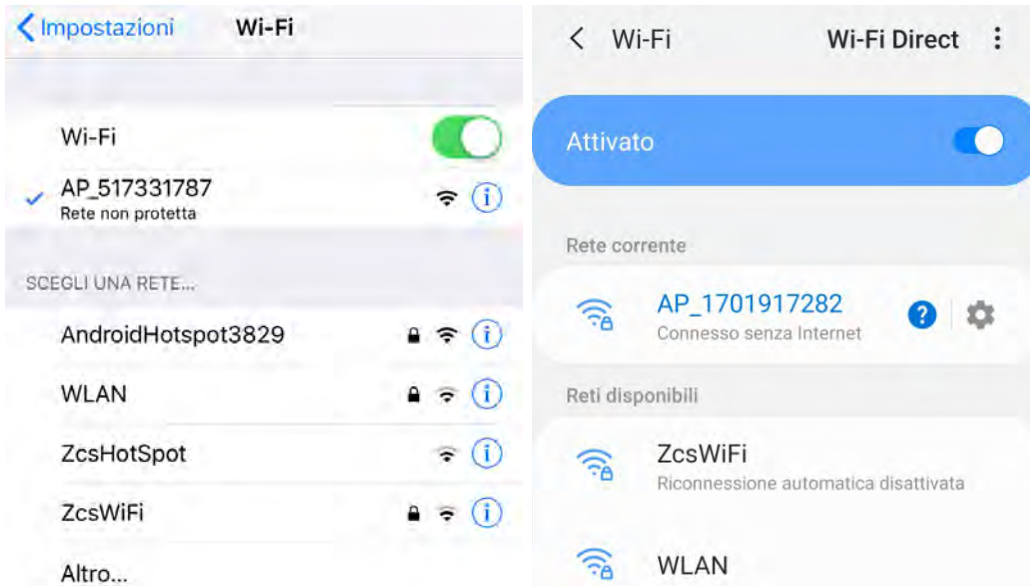 Impostazioni
Wi-Fi
Wi-Fi
AP_517331787
Rete non protetta
SCEGLI UNA RETE...
AndroidHotspot3829
WLAN
ZcsHotSpot
ZcsWiFi
Altro...
Wi-Fi
Wi-Fi Direct
Attivato
Rete corrente
AP_1701917282
Connesso senza Internet
Reti disponibili
ZcsWiFi
Riconnessione automatica disattivata
WLAN